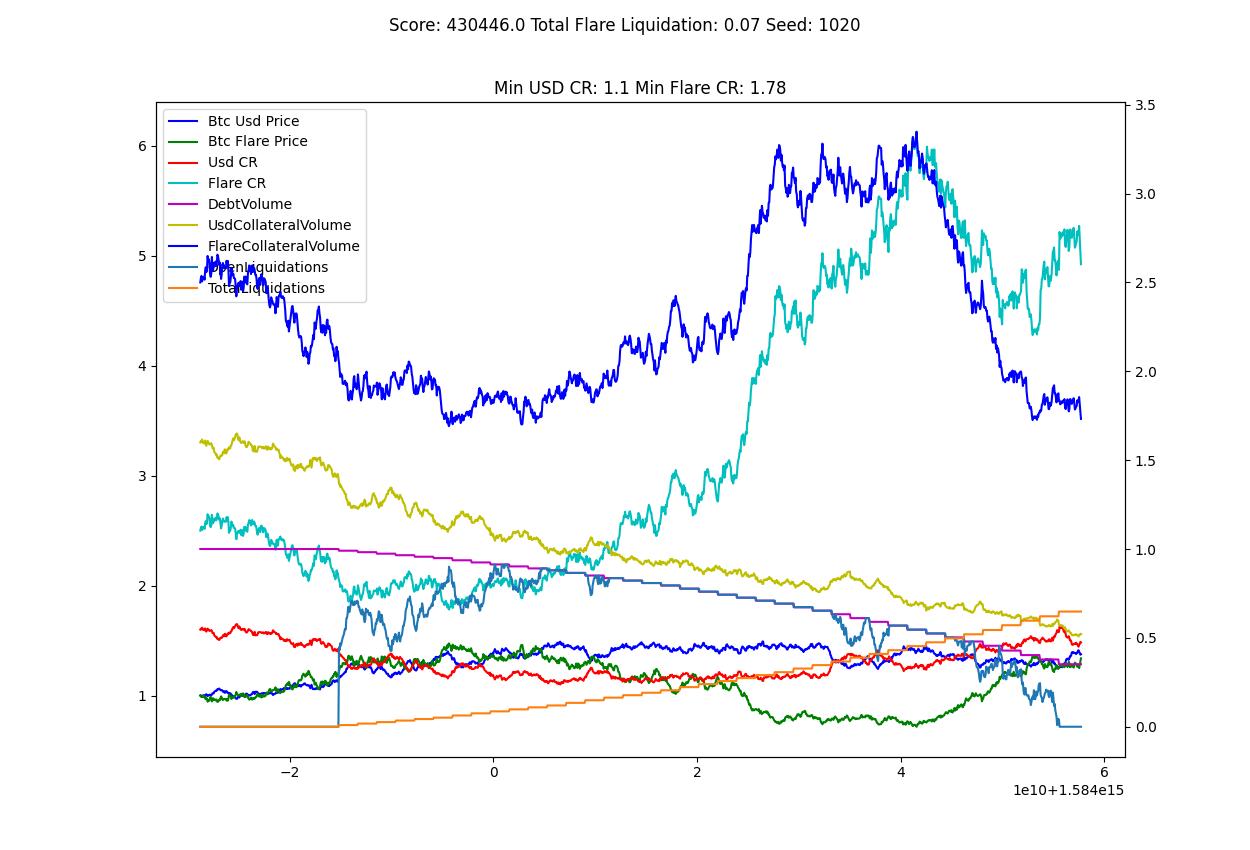 Score: 430446.0 Total Flare Liquidation: 0.07 Seed: 1020
Min USD CR: 1.1 Min Flare CR: 1.78
Btc Usd Price
Btc Flare Price
Usd CR
Flare CR
DebtVolume
UsdCollateralVolume
FlareCollateralVolume
OpenLiquidations
TotalLiquidations
6
5
4
3
2
1
3.5
3.0
2.5
2.0
1.5
1.0
0.5
0.0
−2 0 2 4 6
1e10+1.584e15